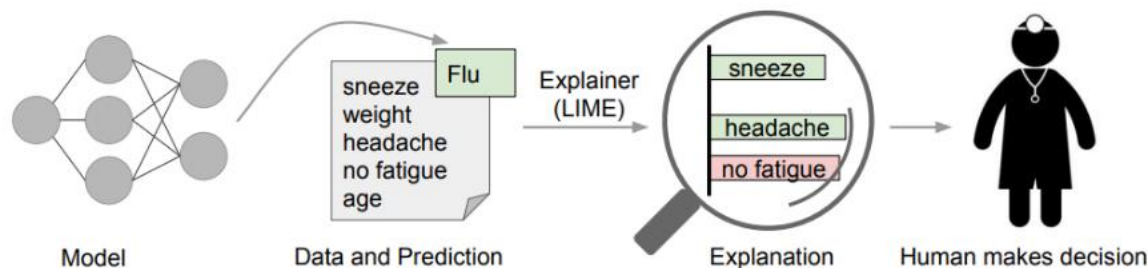 Flu
sneeze
weight
headache
no fatigue
age
Explainer
(LIME)
sneeze
headache
no fatigue
Model
Data and Prediction
Explanation
Human makes decision